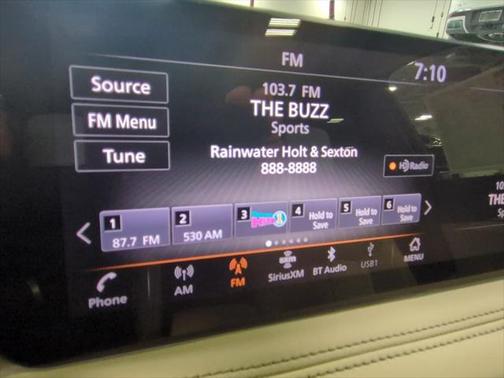 FM
7:10
Source
FM Menu
Tune
103.7 FM
THE BUZZ
Sports
Rainwater Holt & Sexton
888-8888
HD Radio
1
87.7 FM
2
530 AM
3
4
Hold to
Save
5
Hold to
Save
6
Hold to
Save
Phone
AM
FM
SiriusXM
BT Audio
USB1
MENU